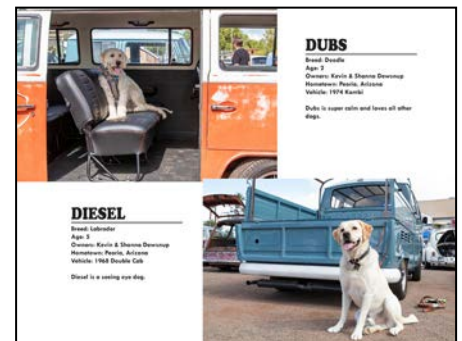 DUBS
Breed: Doodle
Age: 2
Owners: Kevin & Shanna Dewsnup
Hometown: Peoria, Arizona
Vehicle: 1974 Kombi
Dubs is super calm and loves all other
dogs.
DIESEL
Breed: Labrador
Age: 5
Owners: Kevin & Shanna Dewsnup
Hometown: Peoria, Arizona
Vehicle: 1968 Double Cab
Diesel is a seeing eye dog.